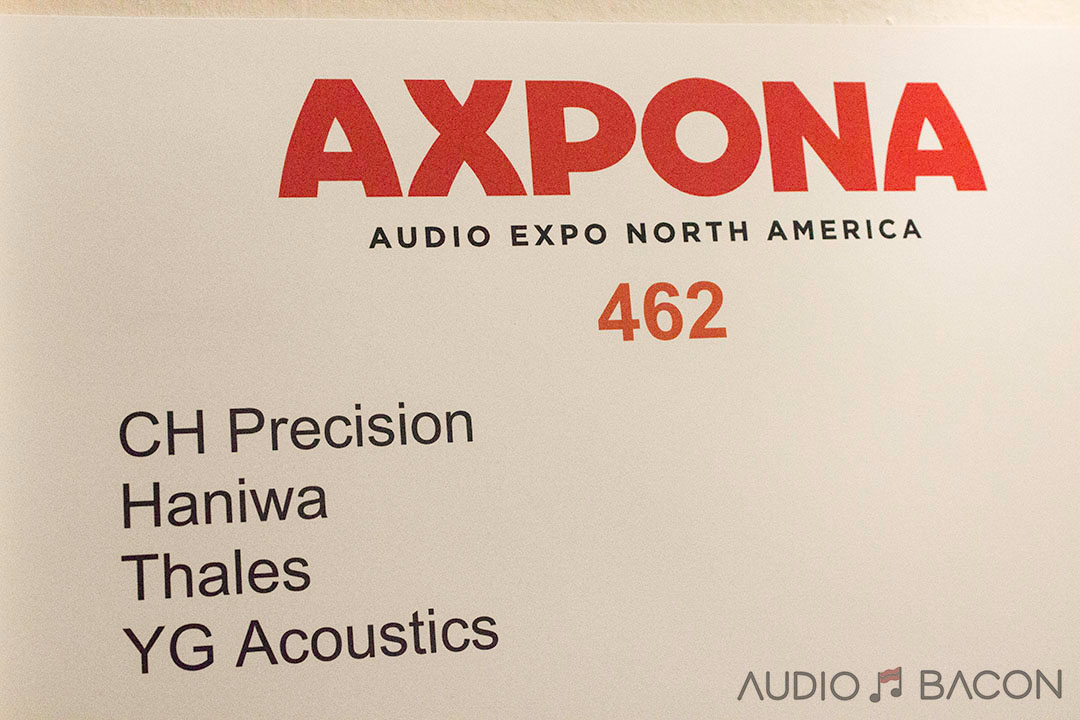 AXPONA
AUDIO EXPO NORTH AMERICA
462
CH Precision
Haniwa
Thales
YG Acoustics
AUDIO BACON